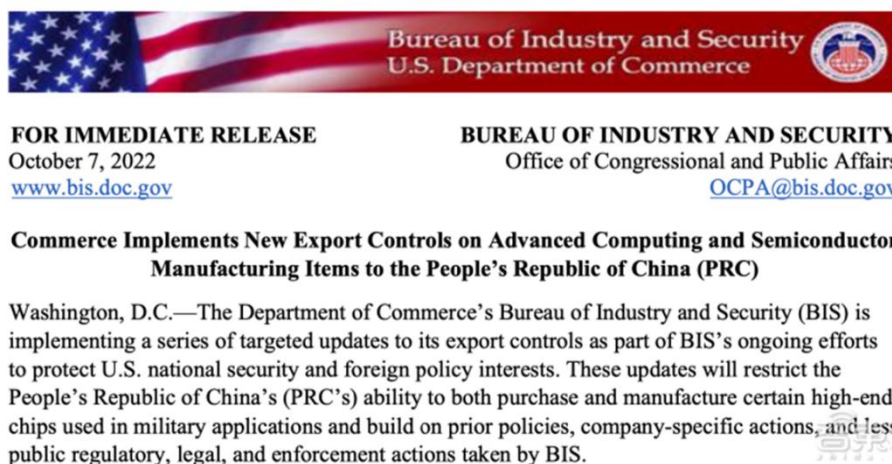 Bureau of Industry and Security
U.S. Department of Commerce
FOR IMMEDIATE RELEASE BUREAU OF INDUSTRY AND SECURITY
October 7, 2022 Office of Congressional and Public Affairs
www.bis.doc.gov OCPA@bis.doc.gov
Commerce Implements New Export Controls on Advanced Computing and Semiconductor
Manufacturing Items to the People’s Republic of China (PRC)
Washington, D.C.—The Department of Commerce’s Bureau of Industry and Security (BIS) is
implementing a series of targeted updates to its export controls as part of BIS’s ongoing efforts
to protect U.S. national security and foreign policy interests. These updates will restrict the
People’s Republic of China’s (PRC’s) ability to both purchase and manufacture certain high-end
chips used in military applications and build on prior policies, company-specific actions, and less
public regulatory, legal, and enforcement actions taken by BIS.